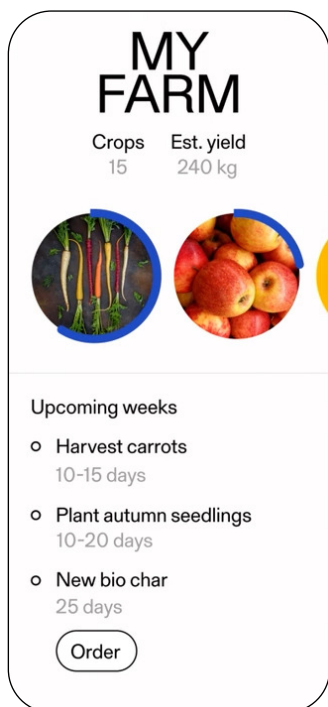 MY
FARM
Crops Est. yield
15 240 kg
Upcoming weeks
Harvest carrots
10-15 days
Plant autumn seedlings
10-20 days
New bio char
25 days
Order